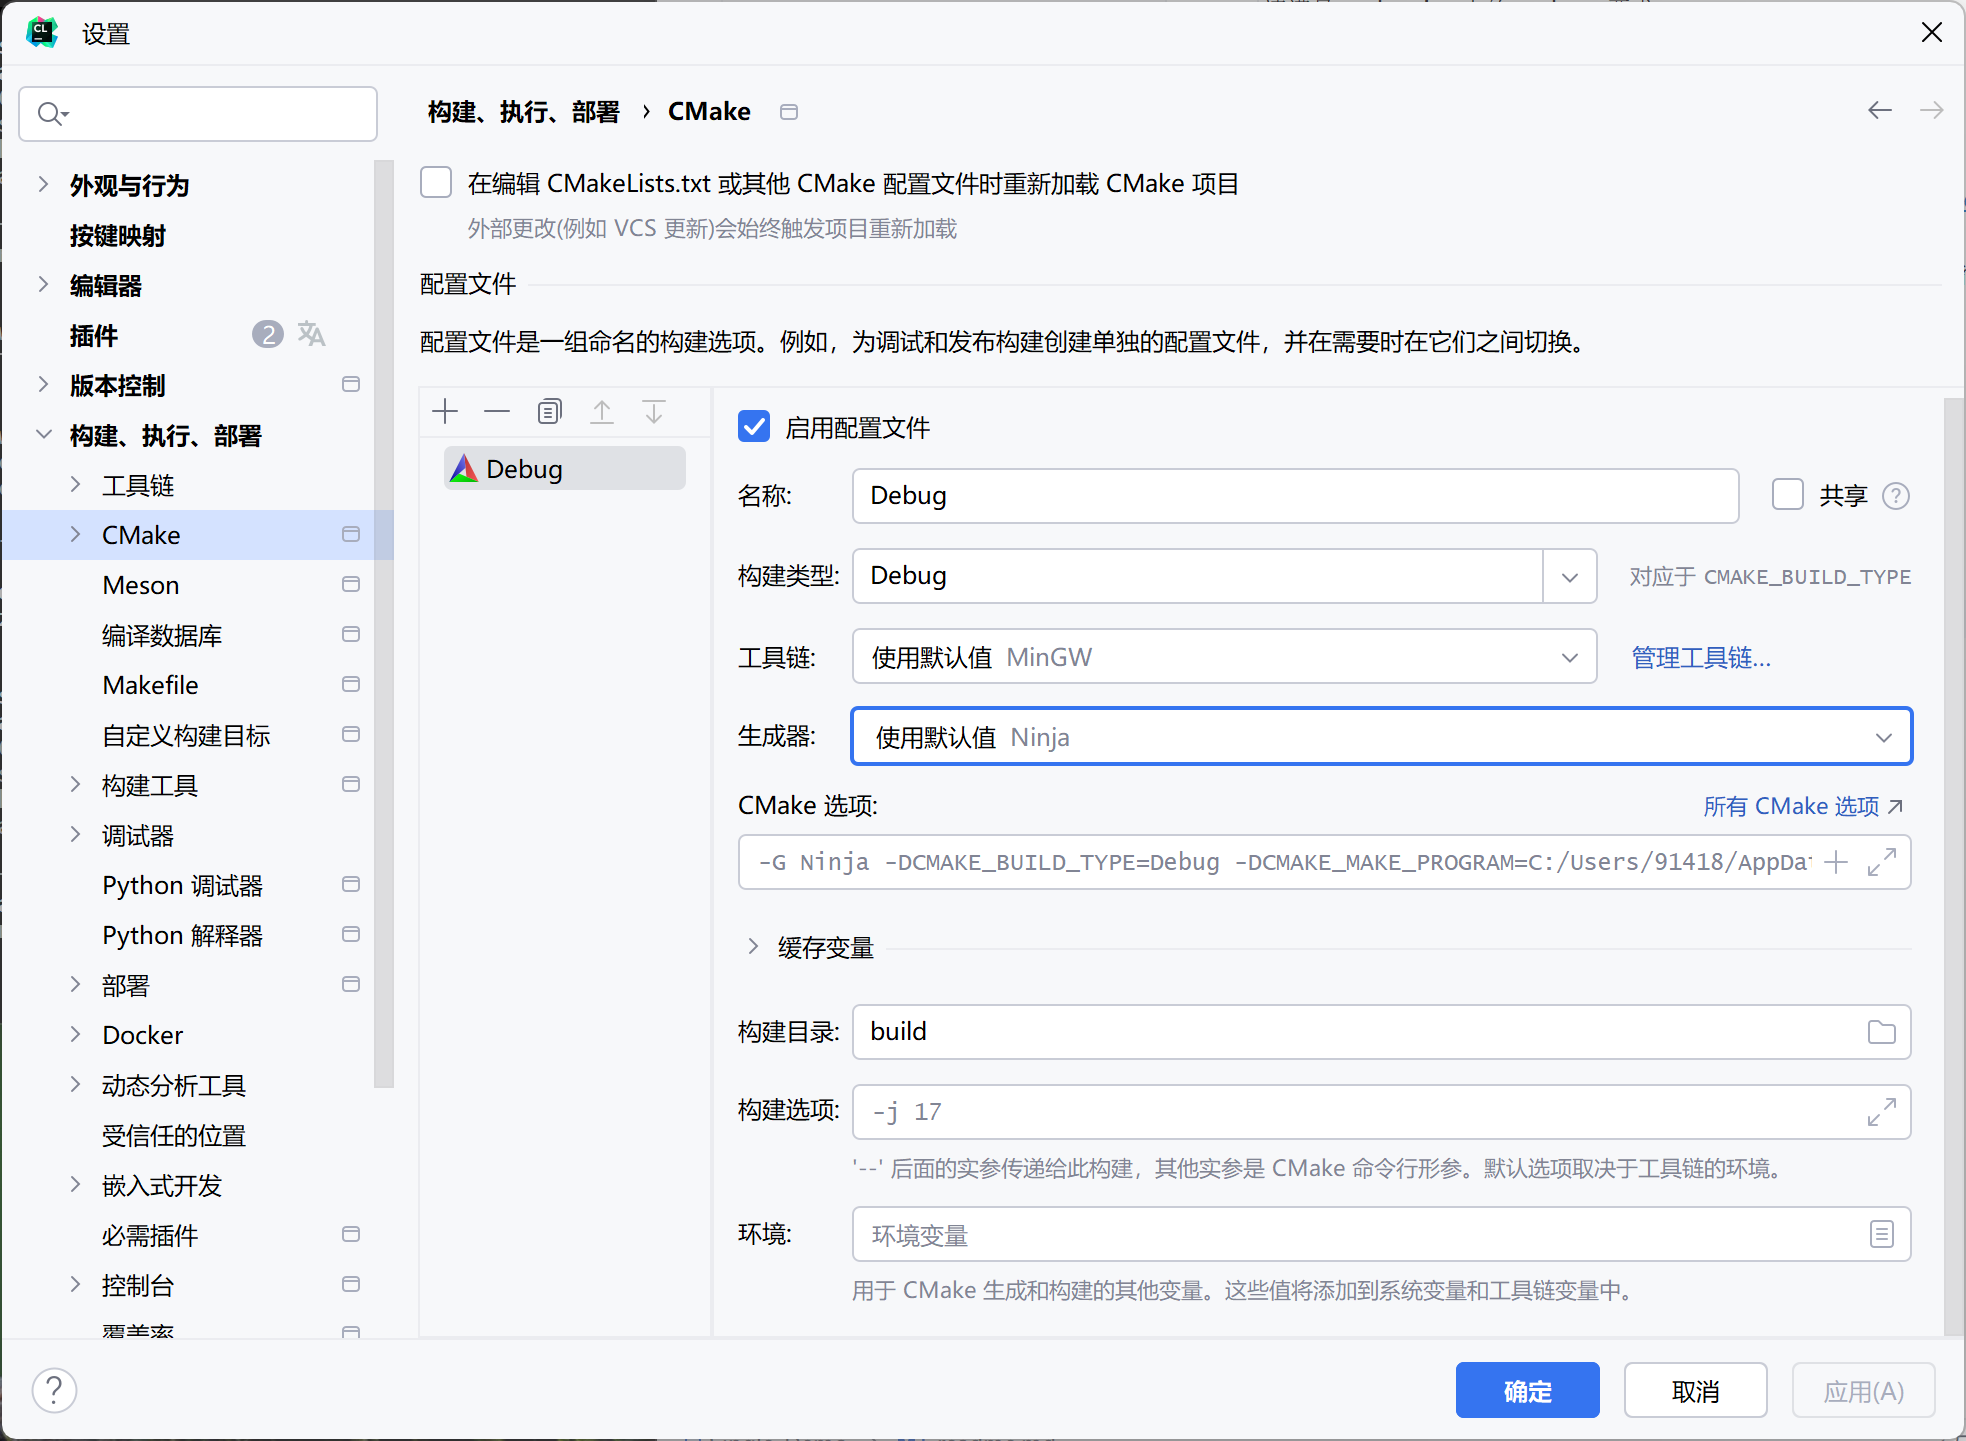 设置
构建、执行、部署 › CMake
外观与行为
按键映射
编辑器
插件 2
版本控制
构建、执行、部署
工具链
CMake
Meson
编译数据库
Makefile
自定义构建目标
构建工具
调试器
Python 调试器
Python 解释器
部署
Docker
动态分析工具
受信任的位置
嵌入式开发
必需插件
控制台
覆盖率
在编辑 CMakeLists.txt 或其他 CMake 配置文件时重新加载 CMake 项目
外部更改(例如 VCS 更新)会始终触发项目重新加载
配置文件
配置文件是一组命名的构建选项。例如，为调试和发布构建创建单独的配置文件，并在需要时在它们之间切换。
Debug
启用配置文件
名称: Debug 共享 ?
构建类型: Debug 对应于 CMAKE_BUILD_TYPE
工具链: 使用默认值 MinGW 管理工具链...
生成器: 使用默认值 Ninja
CMake 选项: 所有 CMake 选项 ↗
-G Ninja -DCMAKE_BUILD_TYPE=Debug -DCMAKE_MAKE_PROGRAM=C:/Users/91418/AppDat
缓存变量
构建目录: build
构建选项: -j 17
'--' 后面的实参传递给此构建，其他实参是 CMake 命令行形参。默认选项取决于工具链的环境。
环境: 环境变量
用于 CMake 生成和构建的其他变量。这些值将添加到系统变量和工具链变量中。
? 确定 取消 应用(A)